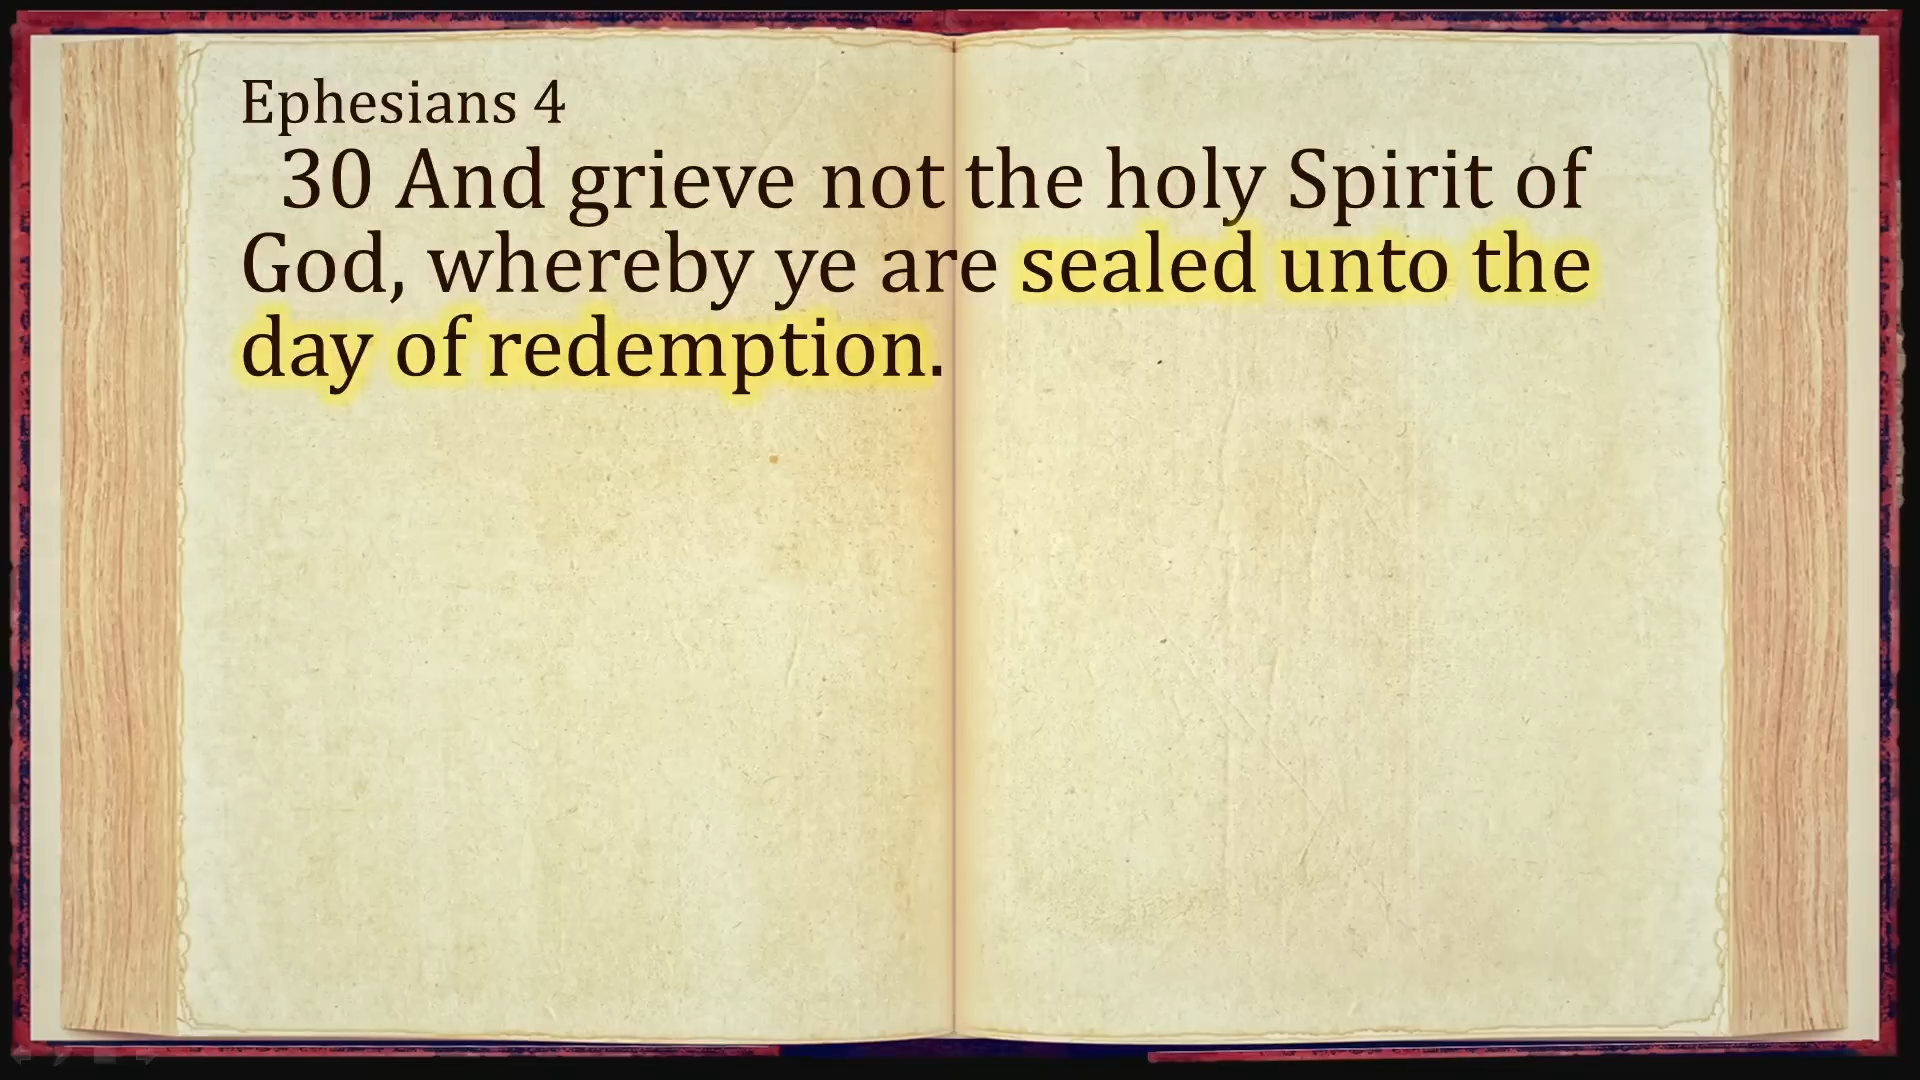 Ephesians 4
30 And grieve not the holy Spirit of
God, whereby ye are sealed unto the
day of redemption.